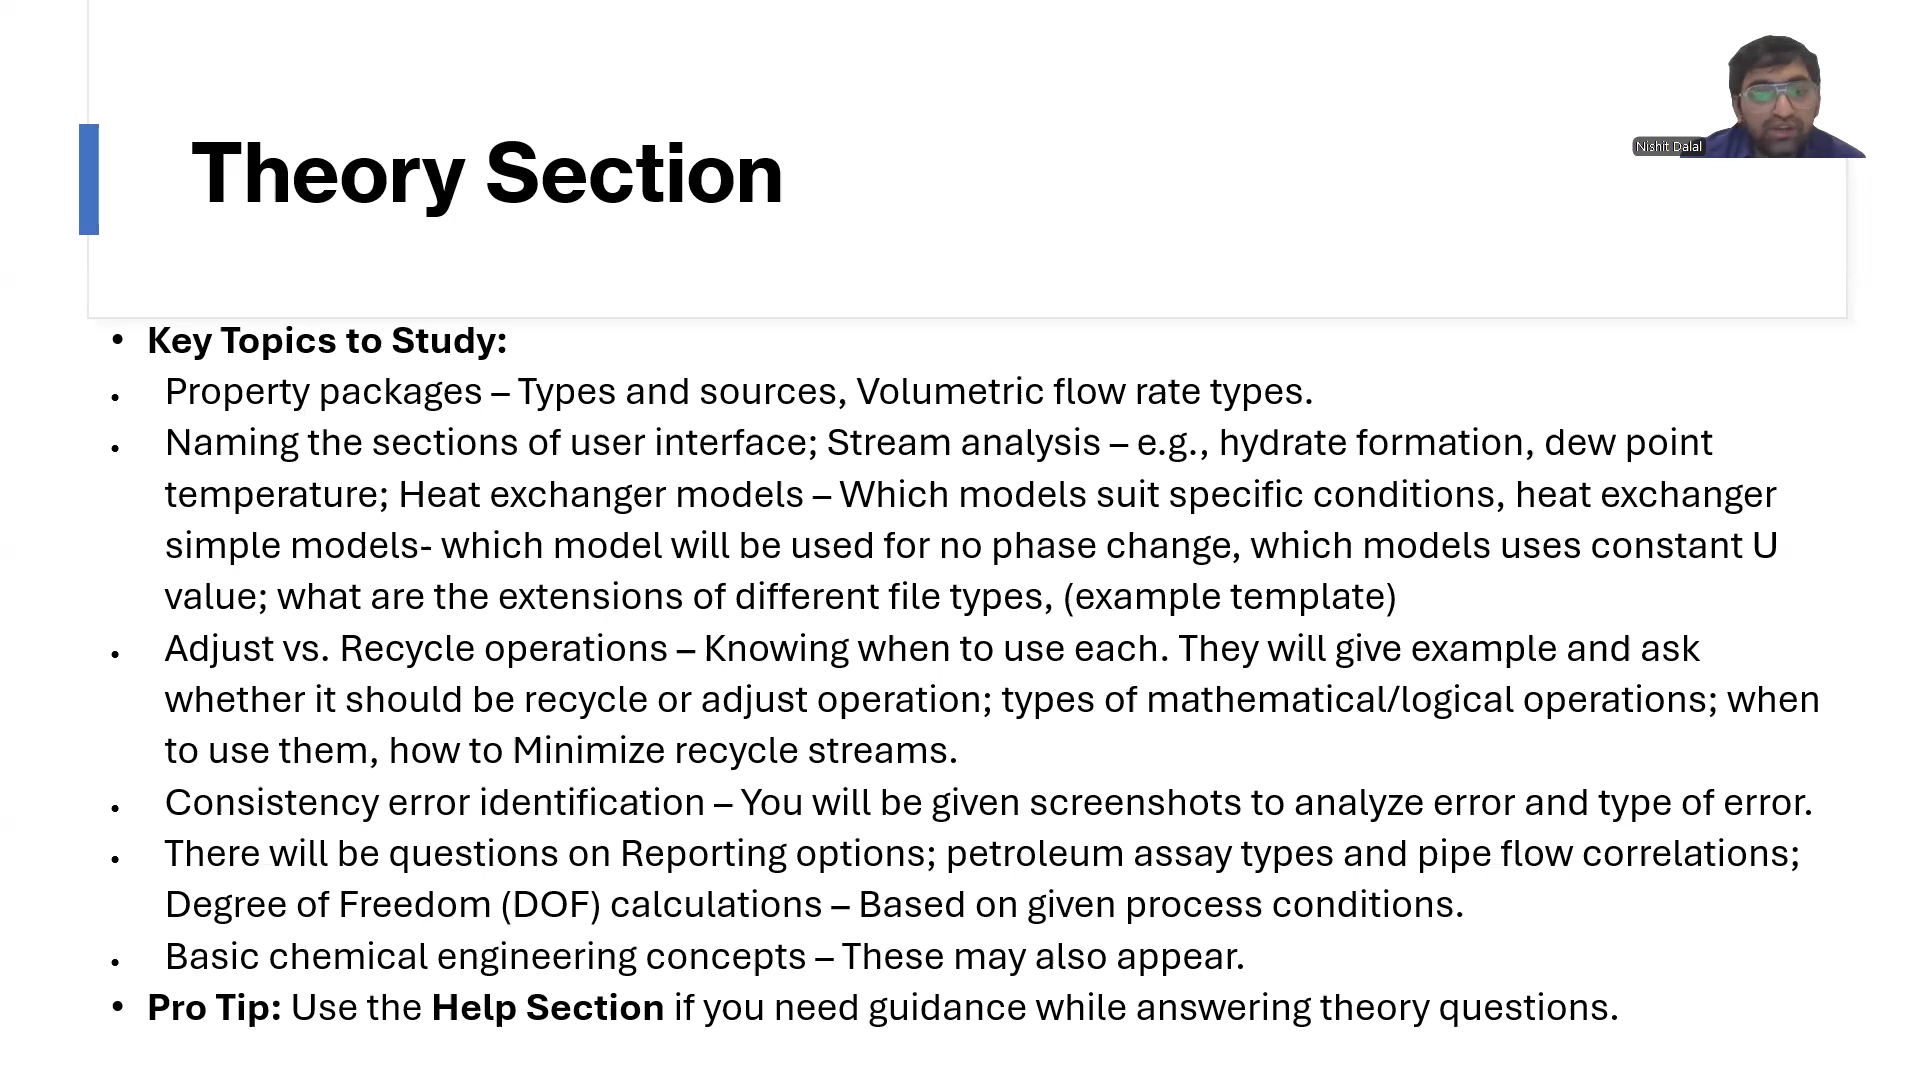 Nishit Dalal
Theory Section
• Key Topics to Study:
• Property packages – Types and sources, Volumetric flow rate types.
• Naming the sections of user interface; Stream analysis – e.g., hydrate formation, dew point
temperature; Heat exchanger models – Which models suit specific conditions, heat exchanger
simple models- which model will be used for no phase change, which models uses constant U
value; what are the extensions of different file types, (example template)
• Adjust vs. Recycle operations – Knowing when to use each. They will give example and ask
whether it should be recycle or adjust operation; types of mathematical/logical operations; when
to use them, how to Minimize recycle streams.
• Consistency error identification – You will be given screenshots to analyze error and type of error.
• There will be questions on Reporting options; petroleum assay types and pipe flow correlations;
Degree of Freedom (DOF) calculations – Based on given process conditions.
• Basic chemical engineering concepts – These may also appear.
• Pro Tip: Use the Help Section if you need guidance while answering theory questions.